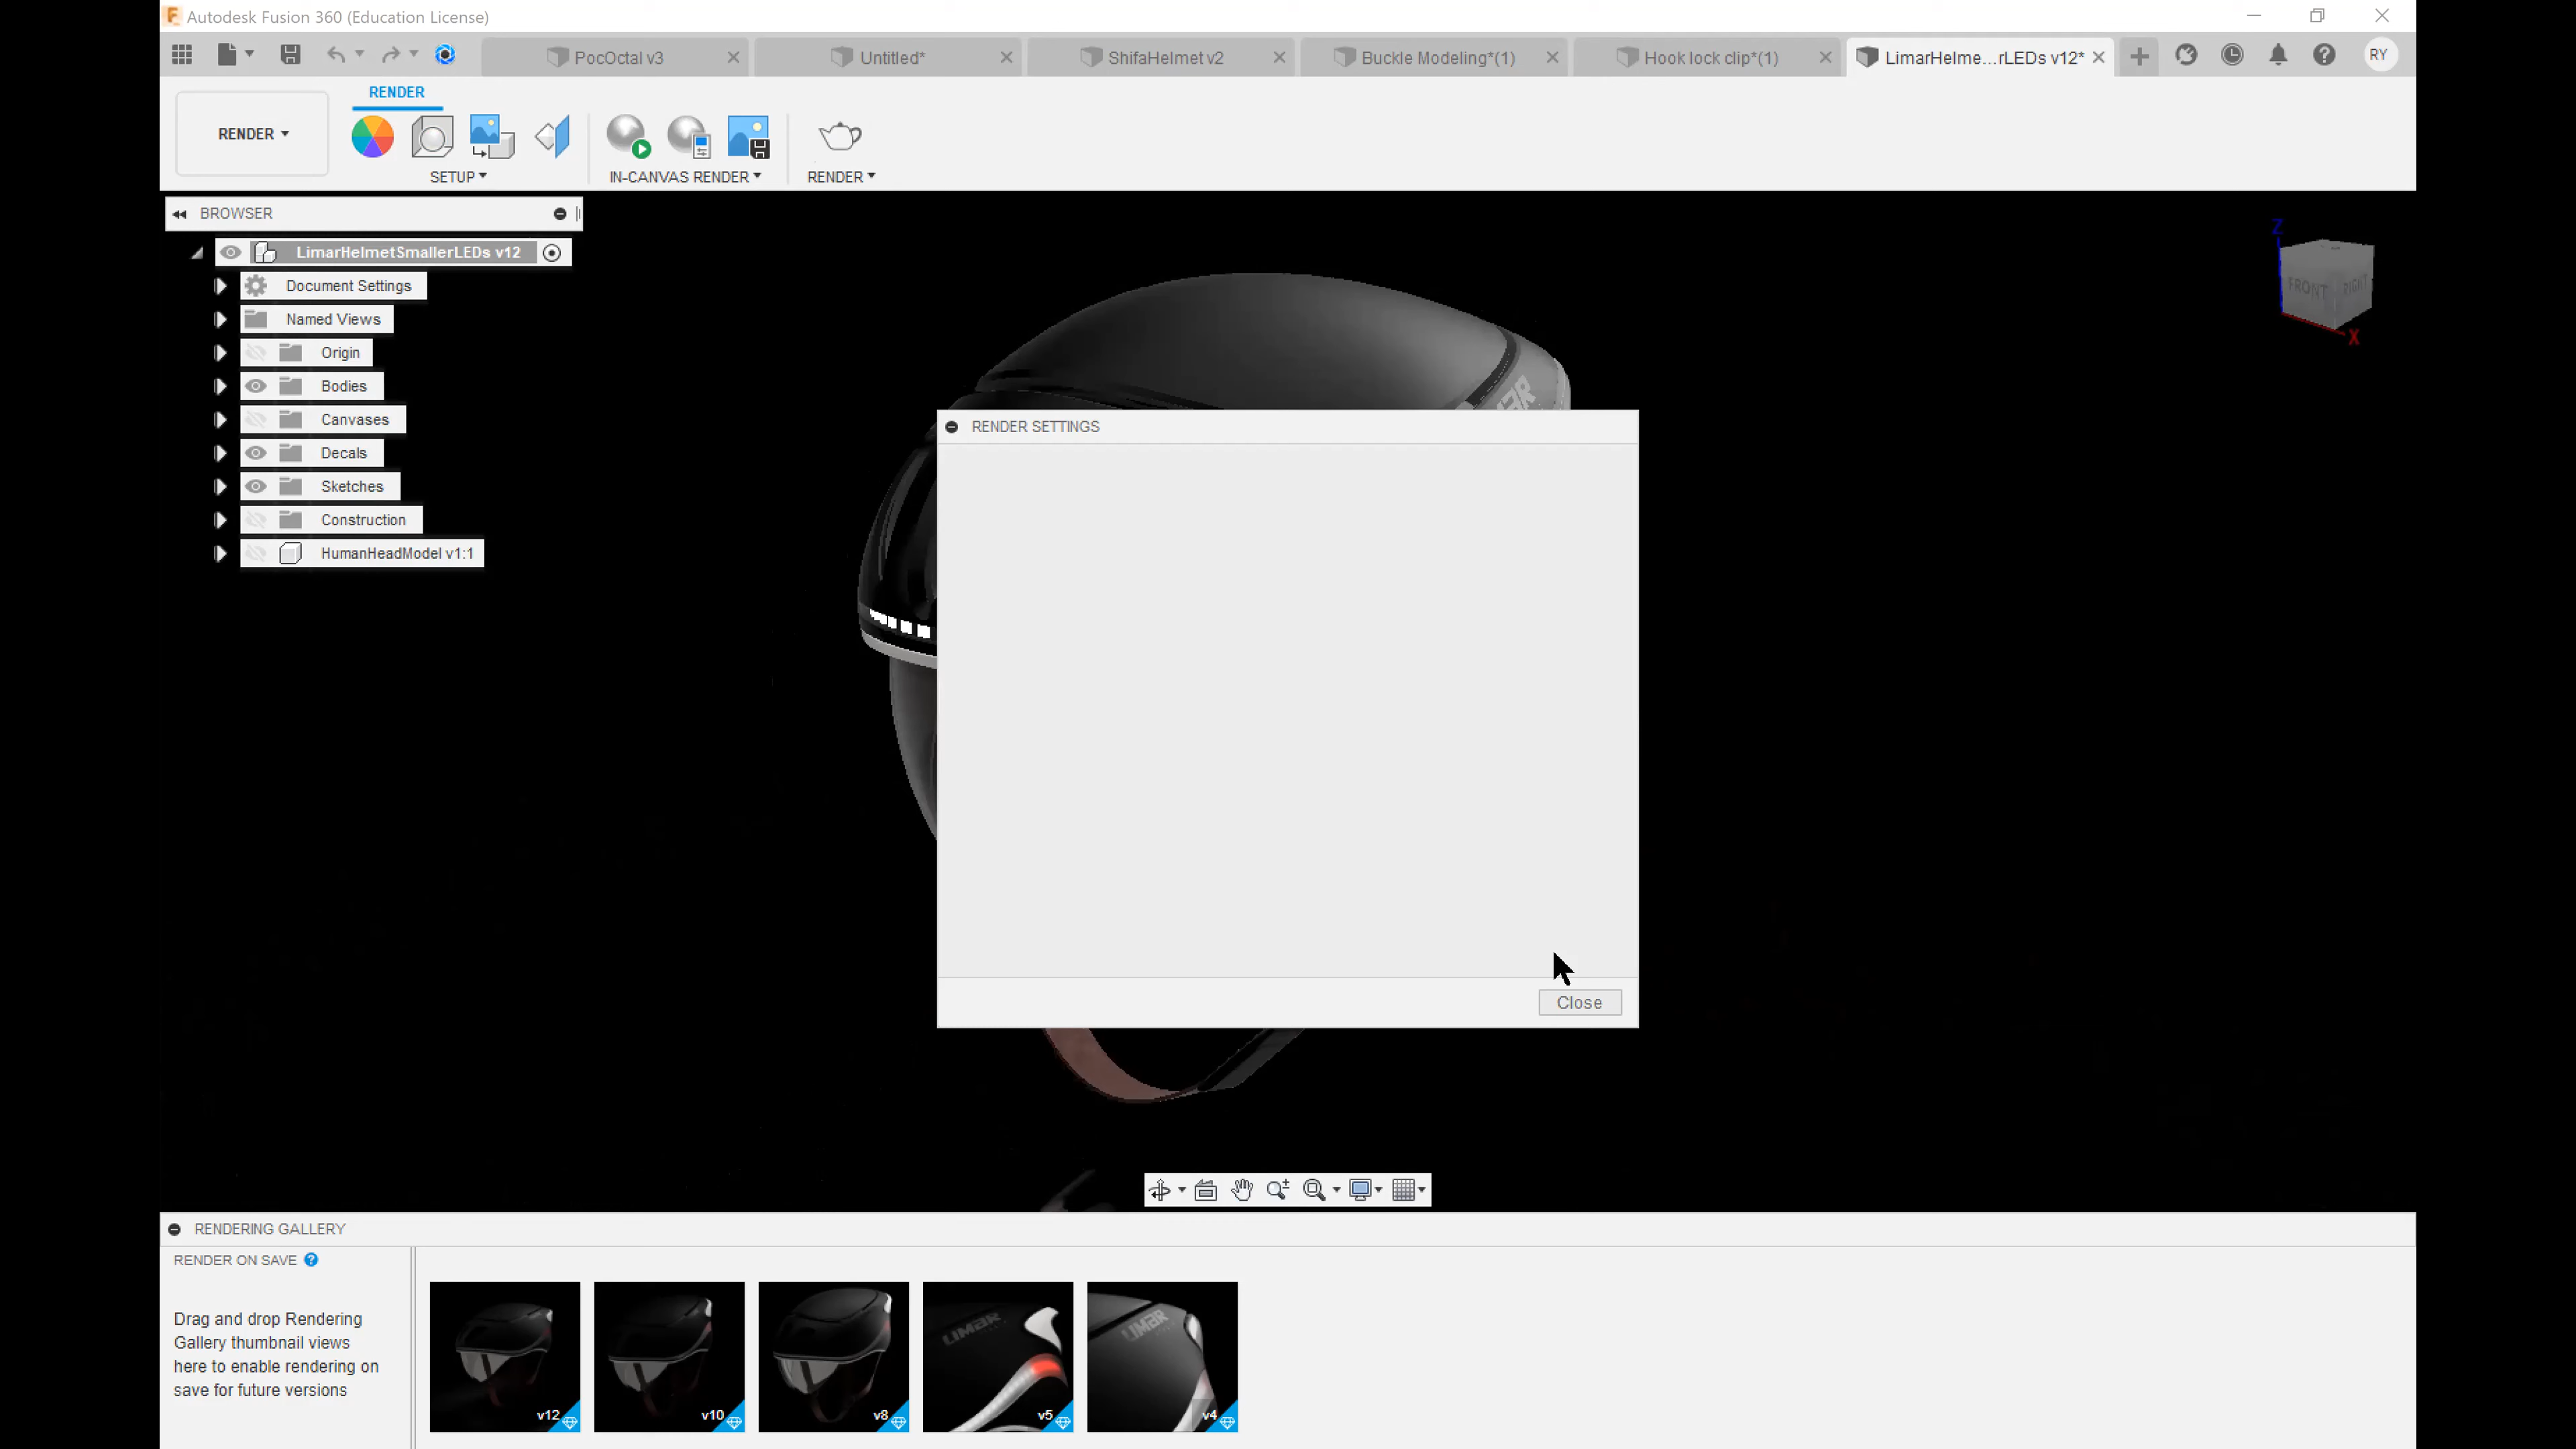 Autodesk Fusion 360 (Education License)
PocOctal v3
Untitled*
ShifaHelmet v2
Buckle Modeling*(1)
Hook lock clip*(1)
LimarHelme...rLEDs v12*
RY
RENDER
RENDER
SETUP
IN-CANVAS RENDER
RENDER
BROWSER
LimarHelmetSmallerLEDs v12
Document Settings
Named Views
Origin
Bodies
Canvases
Decals
Sketches
Construction
HumanHeadModel v1:1
Z
FRONT
RIGHT
X
RENDER SETTINGS
Close
RENDERING GALLERY
RENDER ON SAVE
Drag and drop Rendering
Gallery thumbnail views
here to enable rendering on
save for future versions
v12
v10
v8
LIMAR
v5
LIMAR
v4